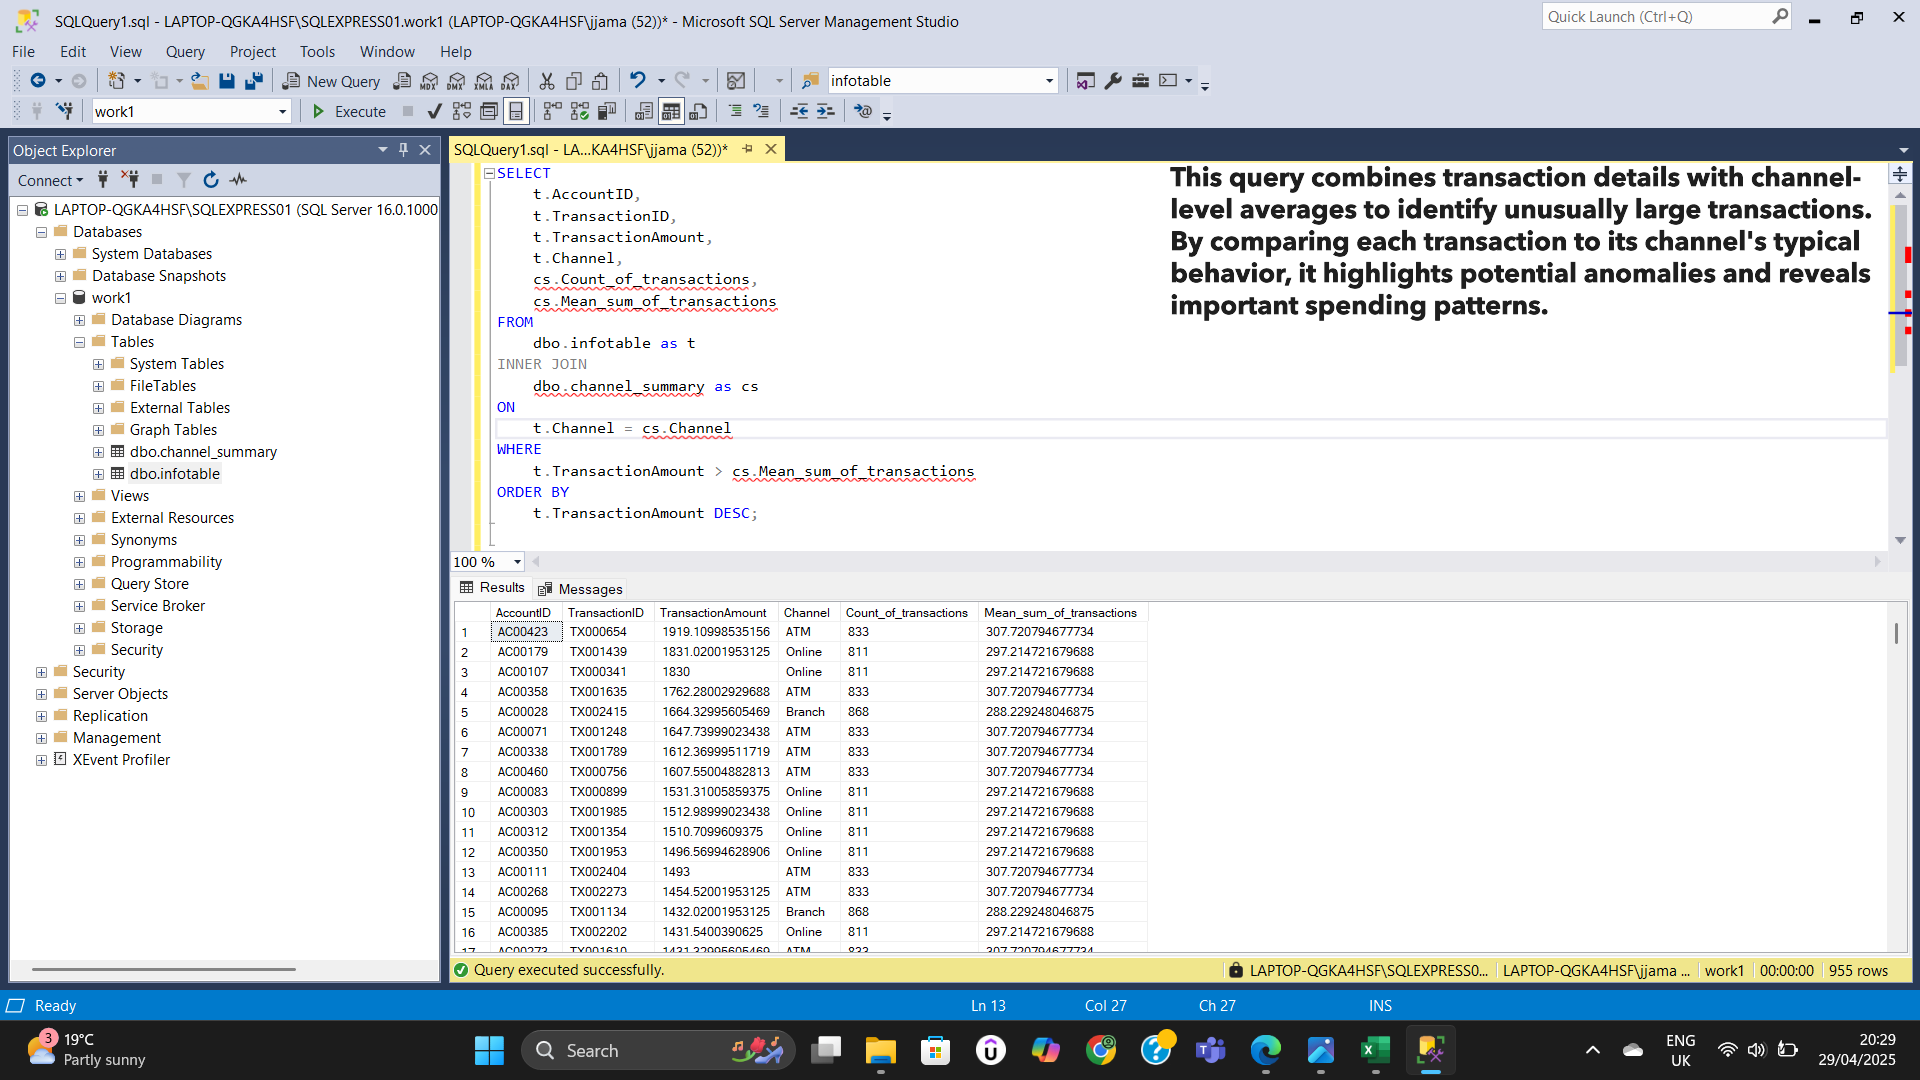 SQLQuery1.sql - LAPTOP-QGKA4HSF\SQLEXPRESS01.work1 (LAPTOP-QGKA4HSF\jjama (52))* - Microsoft SQL Server Management Studio
Quick Launch (Ctrl+Q)
File Edit View Query Project Tools Window Help
New Query MDX DMX XMLA DAX infotable
work1 Execute
Object Explorer
Connect
LAPTOP-QGKA4HSF\SQLEXPRESS01 (SQL Server 16.0.1000
Databases
System Databases
Database Snapshots
work1
Database Diagrams
Tables
System Tables
FileTables
External Tables
Graph Tables
dbo.channel_summary
dbo.infotable
Views
External Resources
Synonyms
Programmability
Query Store
Service Broker
Storage
Security
Security
Server Objects
Replication
Management
XEvent Profiler
SQLQuery1.sql - LA...KA4HSF\jjama (52))*
SELECT
t.AccountID,
t.TransactionID,
t.TransactionAmount,
t.Channel,
cs.Count_of_transactions,
cs.Mean_sum_of_transactions
FROM
dbo.infotable as t
INNER JOIN
dbo.channel_summary as cs
ON
t.Channel = cs.Channel
WHERE
t.TransactionAmount > cs.Mean_sum_of_transactions
ORDER BY
t.TransactionAmount DESC;
This query combines transaction details with channel-
level averages to identify unusually large transactions.
By comparing each transaction to its channel's typical
behavior, it highlights potential anomalies and reveals
important spending patterns.
100 %
Results Messages
AccountID TransactionID TransactionAmount Channel Count_of_transactions Mean_sum_of_transactions
1 AC00423 TX000654 1919.10998535156 ATM 833 307.720794677734
2 AC00179 TX001439 1831.02001953125 Online 811 297.214721679688
3 AC00107 TX000341 1830 Online 811 297.214721679688
4 AC00358 TX001635 1762.28002929688 ATM 833 307.720794677734
5 AC00028 TX002415 1664.32995605469 Branch 868 288.229248046875
6 AC00071 TX001248 1647.73999023438 ATM 833 307.720794677734
7 AC00338 TX001789 1612.36999511719 ATM 833 307.720794677734
8 AC00460 TX000756 1607.55004882813 ATM 833 307.720794677734
9 AC00083 TX000899 1531.31005859375 Online 811 297.214721679688
10 AC00303 TX001985 1512.98999023438 Online 811 297.214721679688
11 AC00312 TX001354 1510.7099609375 Online 811 297.214721679688
12 AC00350 TX001953 1496.56994628906 Online 811 297.214721679688
13 AC00111 TX002404 1493 ATM 833 307.720794677734
14 AC00268 TX002273 1454.52001953125 ATM 833 307.720794677734
15 AC00095 TX001134 1432.02001953125 Branch 868 288.229248046875
16 AC00385 TX002202 1431.5400390625 Online 811 297.214721679688
17 AC00273 TX001610 1431.32995605469 ATM 833 307.720794677734
Query executed successfully. LAPTOP-QGKA4HSF\SQLEXPRESS0... LAPTOP-QGKA4HSF\jjama ... work1 00:00:00 955 rows
Ready Ln 13 Col 27 Ch 27 INS
3 19°C
Partly sunny
Search
ENG
UK
20:29
29/04/2025